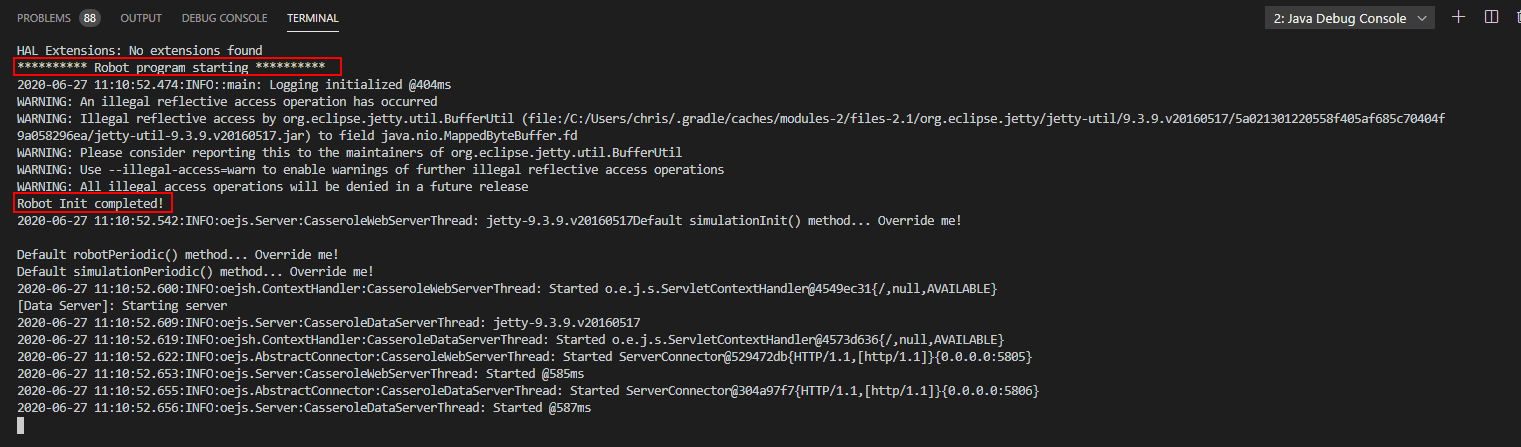 PROBLEMS 88 OUTPUT DEBUG CONSOLE TERMINAL 2: Java Debug Console
HAL Extensions: No extensions found
********** Robot program starting **********
2020-06-27 11:10:52.474:INFO::main: Logging initialized @404ms
WARNING: An illegal reflective access operation has occurred
WARNING: Illegal reflective access by org.eclipse.jetty.util.BufferUtil (file:/C:/Users/chris/.gradle/caches/modules-2/files-2.1/org.eclipse.jetty/jetty-util/9.3.9.v20160517/5a021301220558f405af685c70404f
9a058296ea/jetty-util-9.3.9.v20160517.jar) to field java.nio.MappedByteBuffer.fd
WARNING: Please consider reporting this to the maintainers of org.eclipse.jetty.util.BufferUtil
WARNING: Use --illegal-access=warn to enable warnings of further illegal reflective access operations
WARNING: All illegal access operations will be denied in a future release
Robot Init completed!
2020-06-27 11:10:52.542:INFO:oejs.Server:CasseroleWebServerThread: jetty-9.3.9.v20160517Default simulationInit() method... Override me!
Default robotPeriodic() method... Override me!
Default simulationPeriodic() method... Override me!
2020-06-27 11:10:52.600:INFO:oejsh.ContextHandler:CasseroleWebServerThread: Started o.e.j.s.ServletContextHandler@4549ec31{/,null,AVAILABLE}
[Data Server]: Starting server
2020-06-27 11:10:52.609:INFO:oejs.Server:CasseroleDataServerThread: jetty-9.3.9.v20160517
2020-06-27 11:10:52.619:INFO:oejsh.ContextHandler:CasseroleDataServerThread: Started o.e.j.s.ServletContextHandler@4573d636{/,null,AVAILABLE}
2020-06-27 11:10:52.622:INFO:oejs.AbstractConnector:CasseroleWebServerThread: Started ServerConnector@529472db{HTTP/1.1,[http/1.1]}{0.0.0.0:5805}
2020-06-27 11:10:52.653:INFO:oejs.Server:CasseroleWebServerThread: Started @585ms
2020-06-27 11:10:52.655:INFO:oejs.AbstractConnector:CasseroleDataServerThread: Started ServerConnector@304a97f7{HTTP/1.1,[http/1.1]}{0.0.0.0:5806}
2020-06-27 11:10:52.656:INFO:oejs.Server:CasseroleDataServerThread: Started @587ms